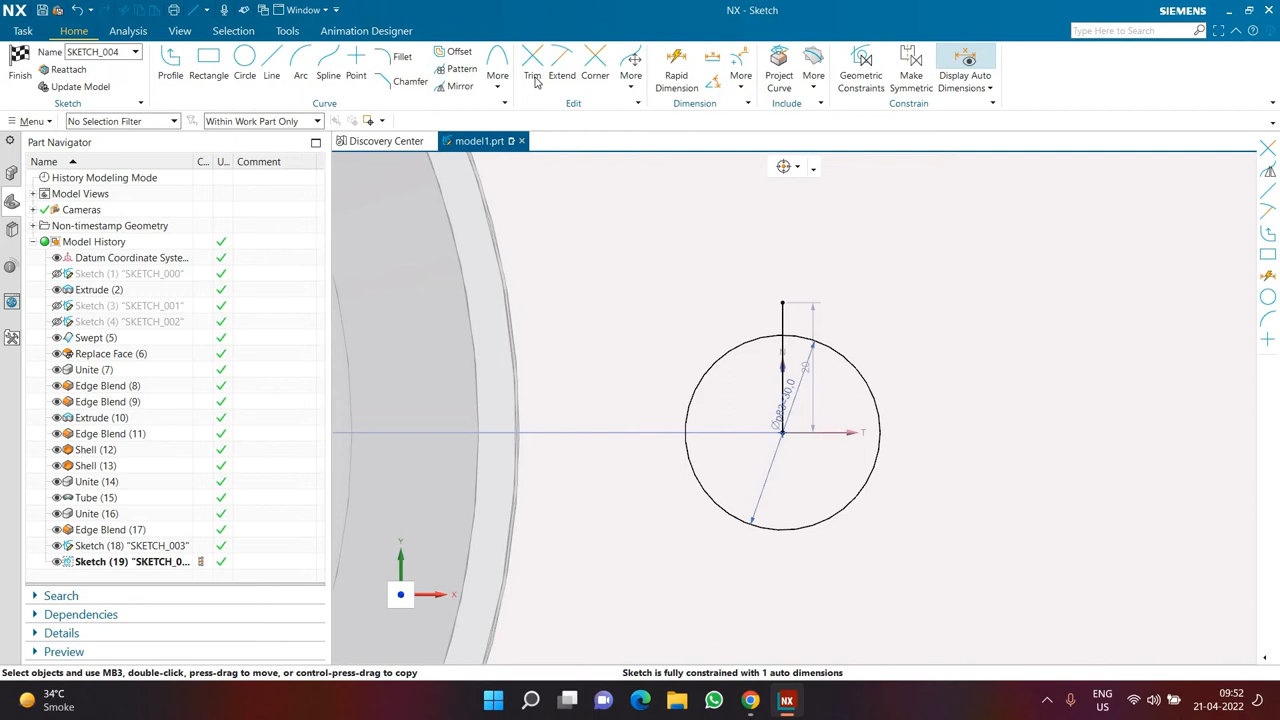 NX
Window
NX - Sketch
SIEMENS
Task
Home
Analysis
View
Selection
Tools
Animation Designer
Type here to search
Finish
Name SKETCH_004
Reattach
Update Model
Sketch
Profile
Rectangle
Circle
Line
Arc
Spline
Point
Fillet
Chamfer
Offset
Pattern
Mirror
More
Curve
Trim
Extend
Corner
More
Edit
Rapid
Dimension
More
Dimension
Project
Curve
More
Include
Geometric
Constraints
Make
Symmetric
Display Auto
Dimensions
Constrain
Menu
No Selection Filter
Within Work Part Only
Part Navigator
Discovery Center
model1.prt
Name
C...
U...
Comment
History Modeling Mode
Model Views
Cameras
Non-timestamp Geometry
Model History
Datum Coordinate Syste...
Sketch (1) "SKETCH_000"
Extrude (2)
Sketch (3) "SKETCH_001"
Sketch (4) "SKETCH_002"
Swept (5)
Replace Face (6)
Unite (7)
Edge Blend (8)
Edge Blend (9)
Extrude (10)
Edge Blend (11)
Shell (12)
Shell (13)
Unite (14)
Tube (15)
Unite (16)
Edge Blend (17)
Sketch (18) "SKETCH_003"
Sketch (19) "SKETCH_0...
Search
Dependencies
Details
Preview
20
T
Y
X
Select objects and use MB3, double-click, press-drag to move, or control-press-drag to copy
Sketch is fully constrained with 1 auto dimensions
34°C
Smoke
NX
ENG
US
09:52
21-04-2022